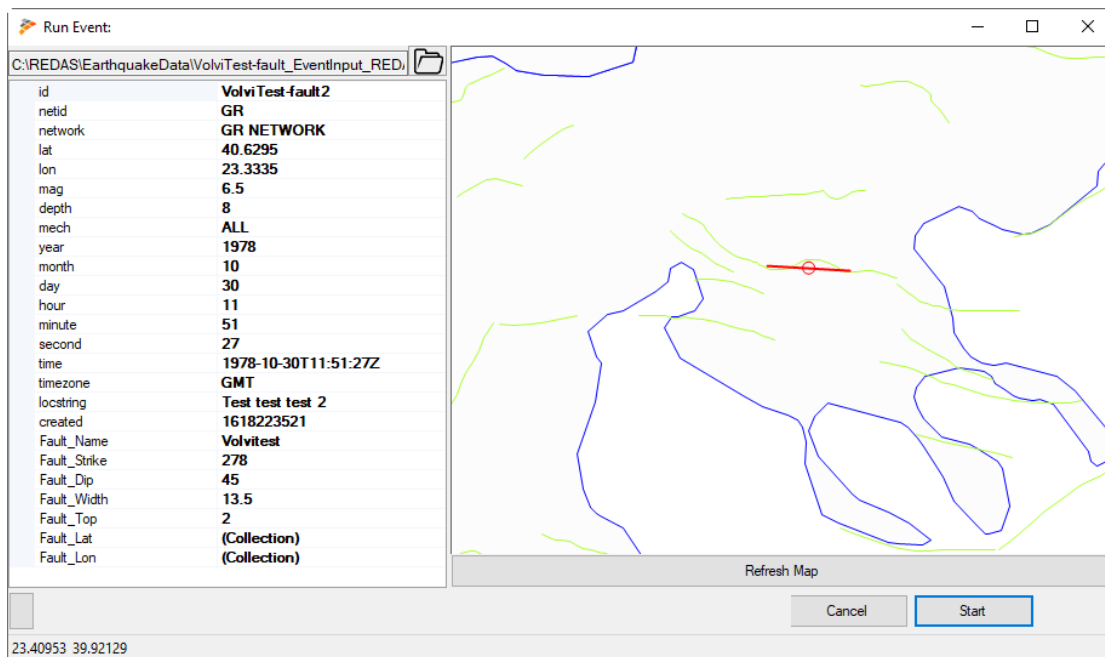 Run Event:
C:\REDAS\EarthquakeData\VolviTest-fault_EventInput_RED
id VolviTest-fault2
netid GR
network GR NETWORK
lat 40.6295
lon 23.3335
mag 6.5
depth 8
mech ALL
year 1978
month 10
day 30
hour 11
minute 51
second 27
time 1978-10-30T11:51:27Z
timezone GMT
locstring Test test test 2
created 1618223521
Fault_Name Volvitest
Fault_Strike 278
Fault_Dip 45
Fault_Width 13.5
Fault_Top 2
Fault_Lat (Collection)
Fault_Lon (Collection)
Refresh Map
Cancel Start
23.40953 39.92129